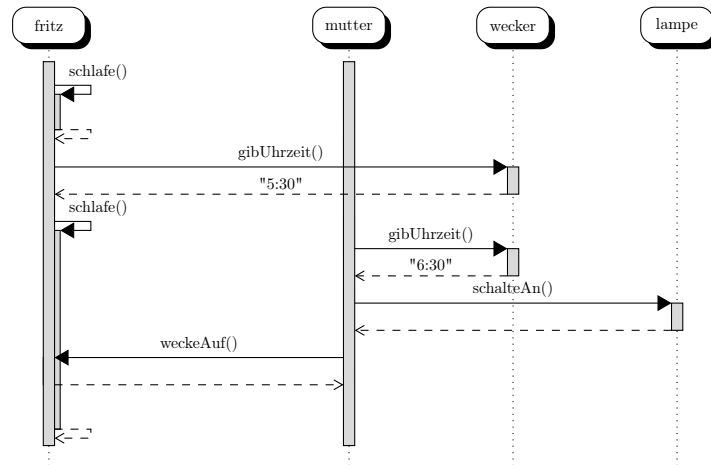 fritz
mutter
wecker
lampe
schlafe()
gibUhrzeit()
"5:30"
schlafe()
gibUhrzeit()
"6:30"
schalteAn()
weckeAuf()